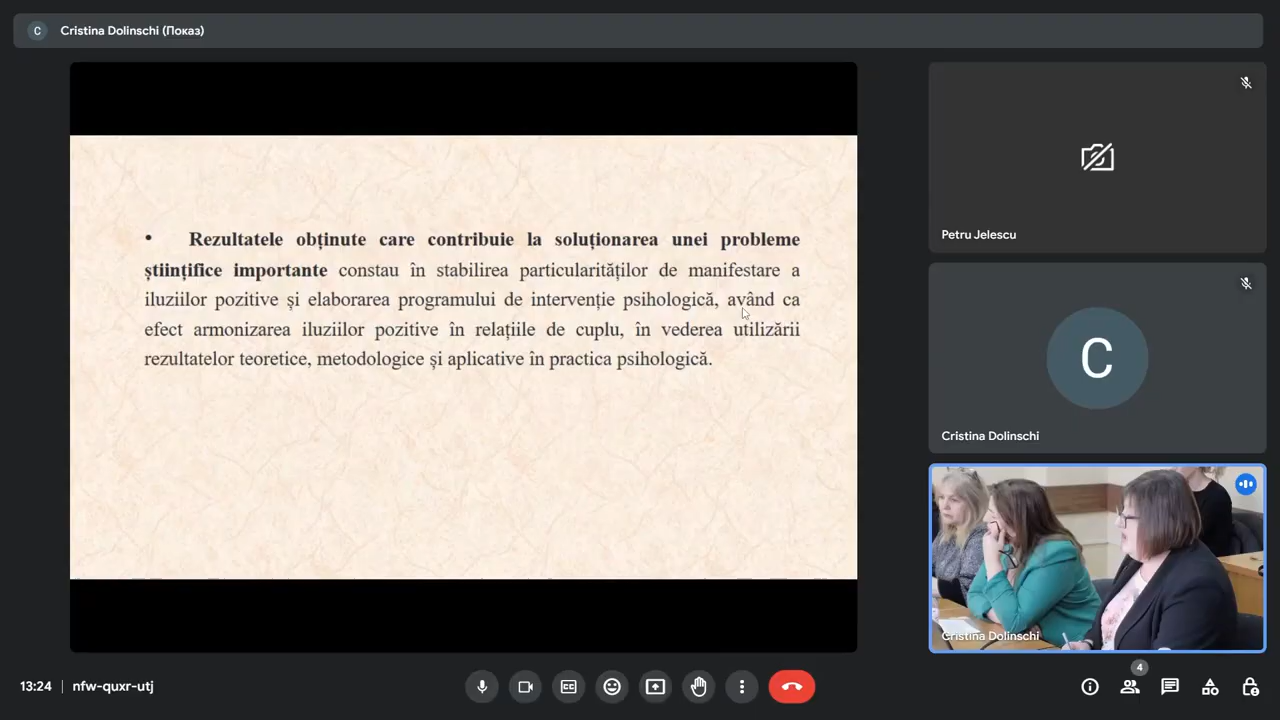 C Cristina Dolinschi (Показ)
• Rezultatele obținute care contribuie la soluționarea unei probleme
științifice importante constau în stabilirea particularităților de manifestare a
iluziilor pozitive și elaborarea programului de intervenție psihologică, având ca
efect armonizarea iluziilor pozitive în relațiile de cuplu, în vederea utilizării
rezultatelor teoretice, metodologice și aplicative în practica psihologică.
Petru Jelescu
C
Cristina Dolinschi
Cristina Dolinschi
13:24 | nfw-quxr-utj
4